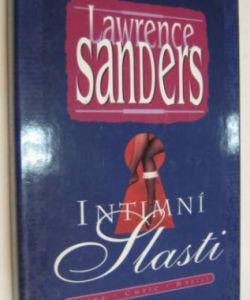 Lawrence
SANDERS
INTIMNÍ
Slasti